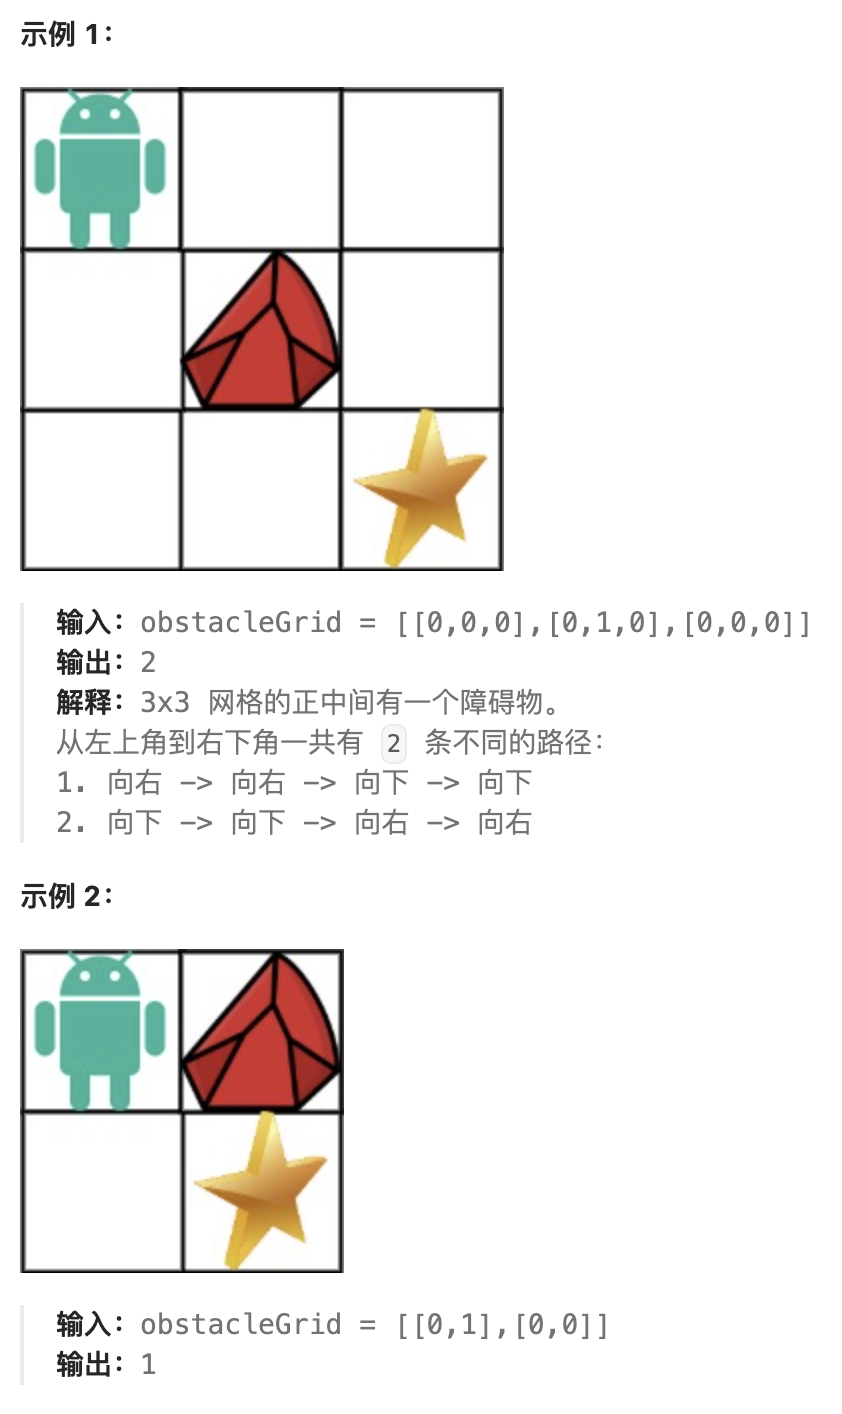 示例 1：
输入：obstacleGrid = [[0,0,0],[0,1,0],[0,0,0]]
输出：2
解释：3x3 网格的正中间有一个障碍物。
从左上角到右下角一共有 2 条不同的路径：
1. 向右 -> 向右 -> 向下 -> 向下
2. 向下 -> 向下 -> 向右 -> 向右
示例 2：
输入：obstacleGrid = [[0,1],[0,0]]
输出：1